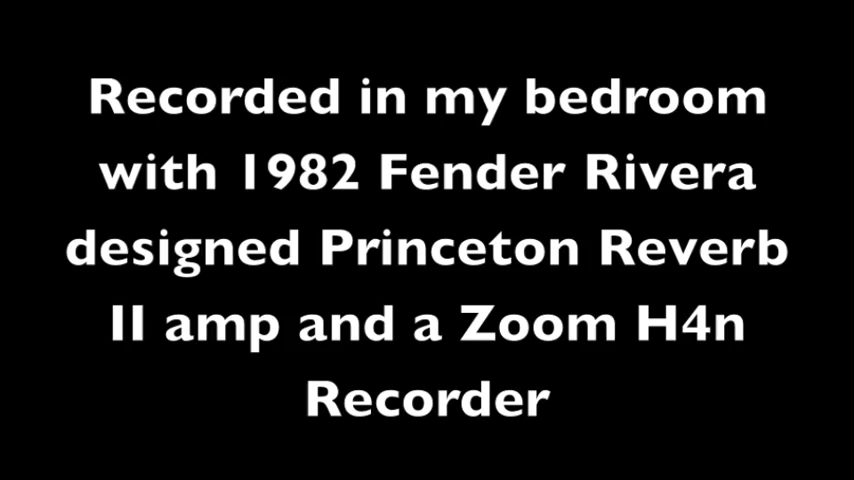 Recorded in my bedroom
with 1982 Fender Rivera
designed Princeton Reverb
II amp and a Zoom H4n
Recorder